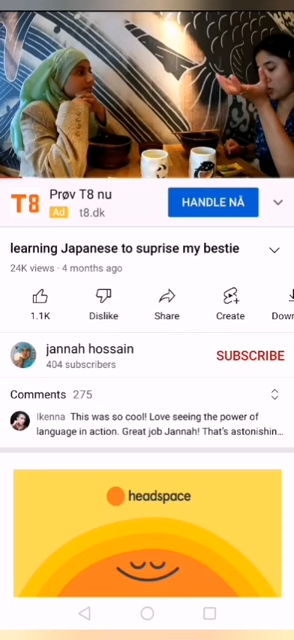 T8
Prøv T8 nu
Ad t8.dk
HANDLE NÅ
learning Japanese to suprise my bestie
24K views · 4 months ago
1.1K Dislike Share Create Down
jannah hossain
404 subscribers
SUBSCRIBE
Comments 275
Ikenna This was so cool! Love seeing the power of
language in action. Great job Jannah! That's astonishin...
headspace